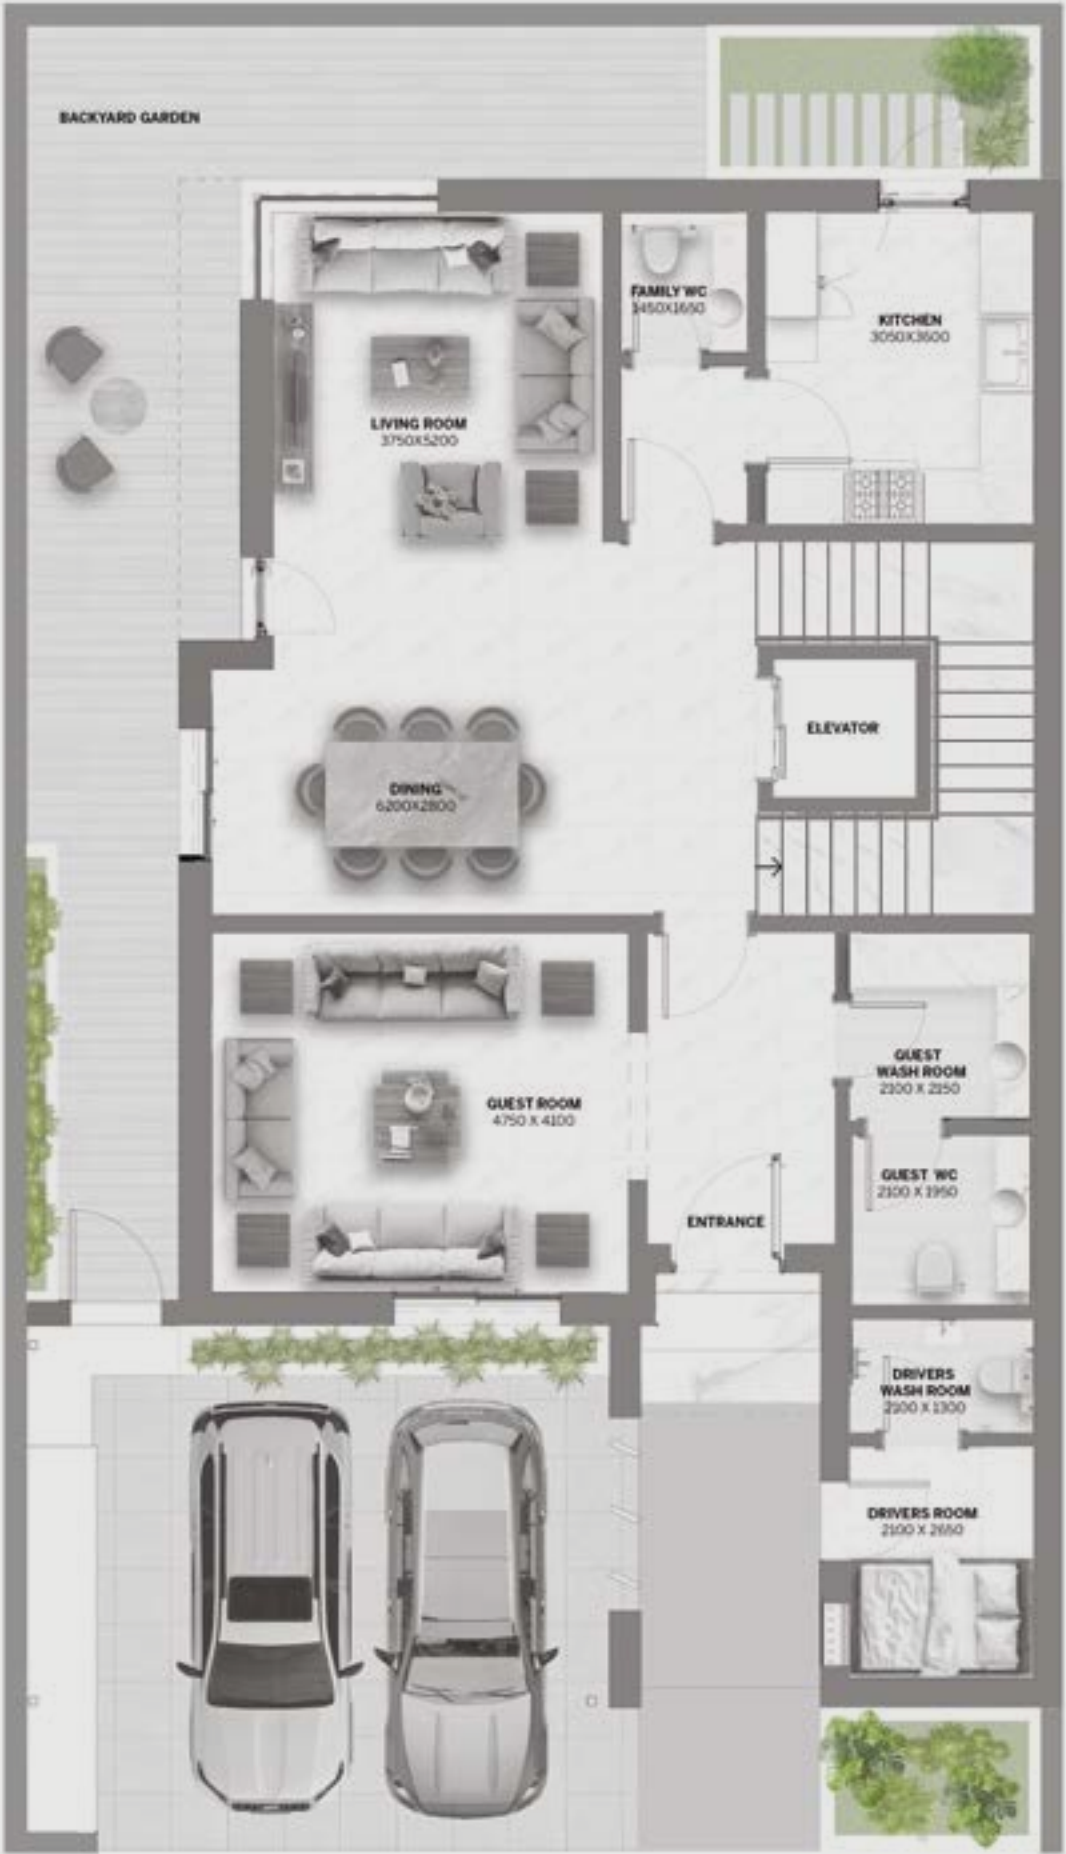 BACKYARD GARDEN
FAMILY WC
1450X1650
KITCHEN
3050X3600
LIVING ROOM
3750X5200
ELEVATOR
DINING
6200X2800
GUEST
WASH ROOM
2100 X 2150
GUEST ROOM
4750 X 4100
GUEST WC
2100 X 1950
ENTRANCE
DRIVERS
WASH ROOM
2100 X 1300
DRIVERS ROOM
2100 X 2650